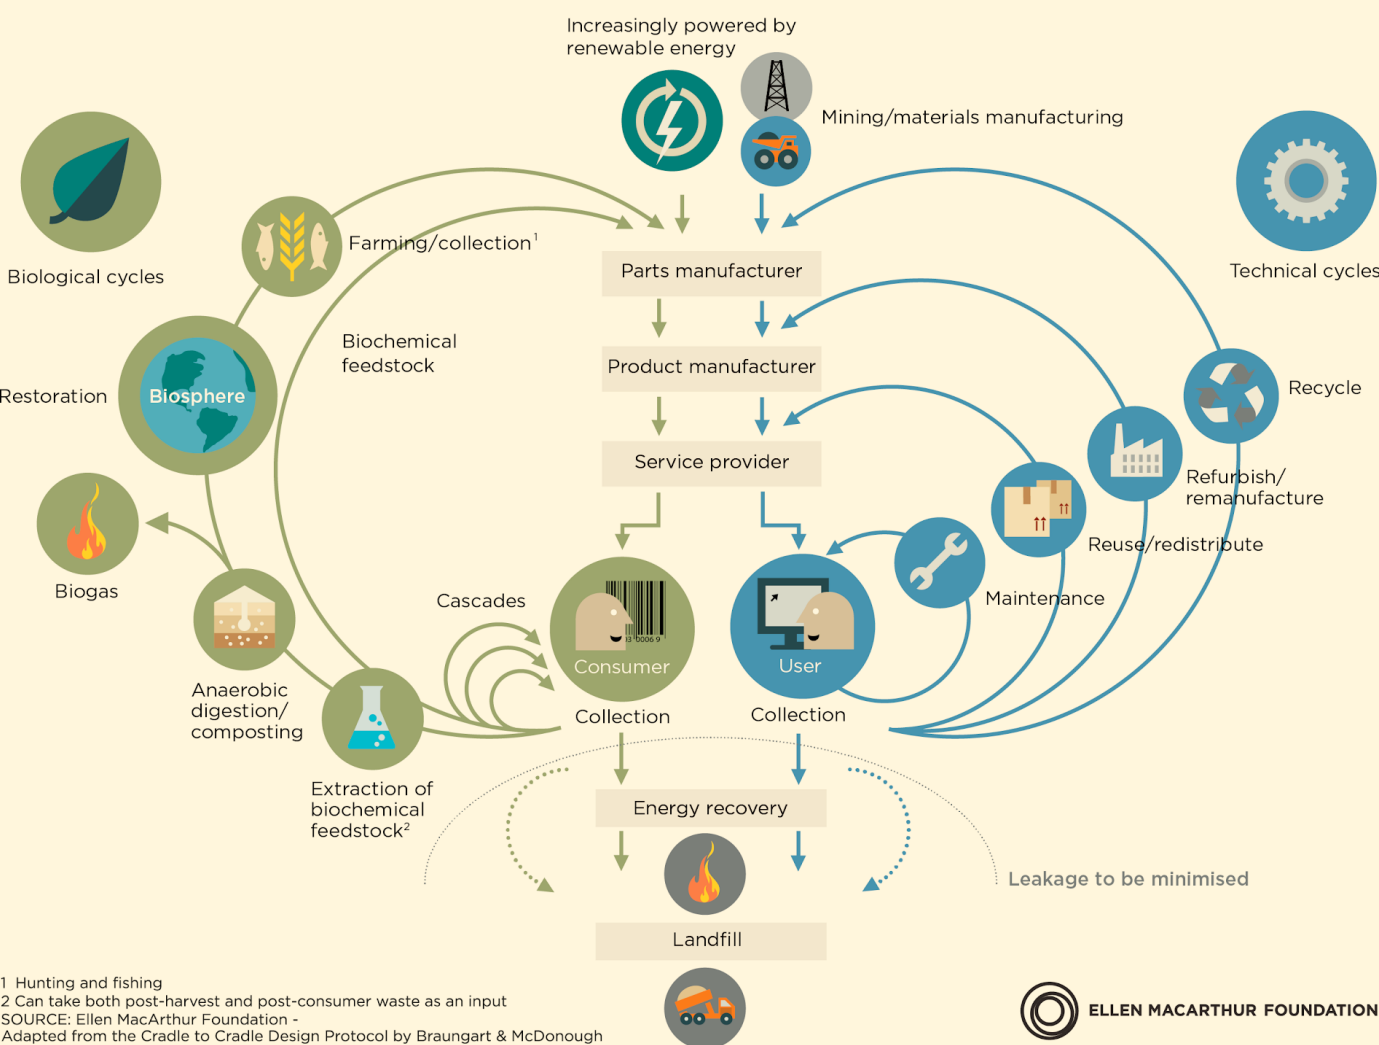 Increasingly powered by
renewable energy
Mining/materials manufacturing
Biological cycles
Technical cycles
Farming/collection¹
Parts manufacturer
Biochemical
feedstock
Product manufacturer
Restoration
Biosphere
Recycle
Service provider
Refurbish/
remanufacture
Reuse/redistribute
Biogas
Cascades
Maintenance
03 0006 9
Consumer
User
Anaerobic
digestion/
composting
Collection
Collection
Extraction of
biochemical
feedstock²
Energy recovery
Leakage to be minimised
Landfill
1 Hunting and fishing
2 Can take both post-harvest and post-consumer waste as an input
SOURCE: Ellen MacArthur Foundation -
Adapted from the Cradle to Cradle Design Protocol by Braungart & McDonough
ELLEN MACARTHUR FOUNDATION